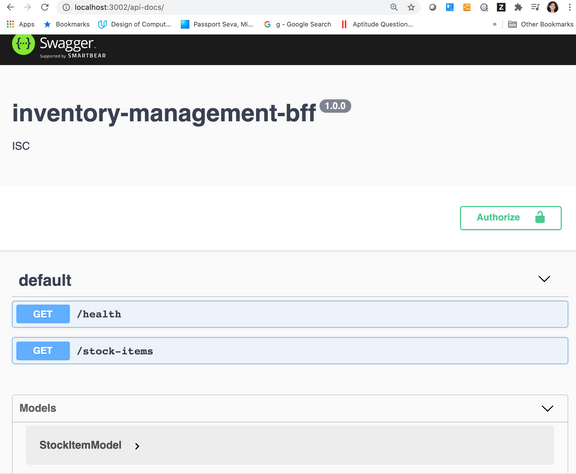 localhost:3002/api-docs/
Apps Bookmarks Design of Comput... Passport Seva, Mi... g - Google Search Aptitude Question... » Other Bookmarks
Swagger.
Supported by SMARTBEAR
inventory-management-bff 1.0.0
ISC
Authorize
default
GET /health
GET /stock-items
Models
StockItemModel